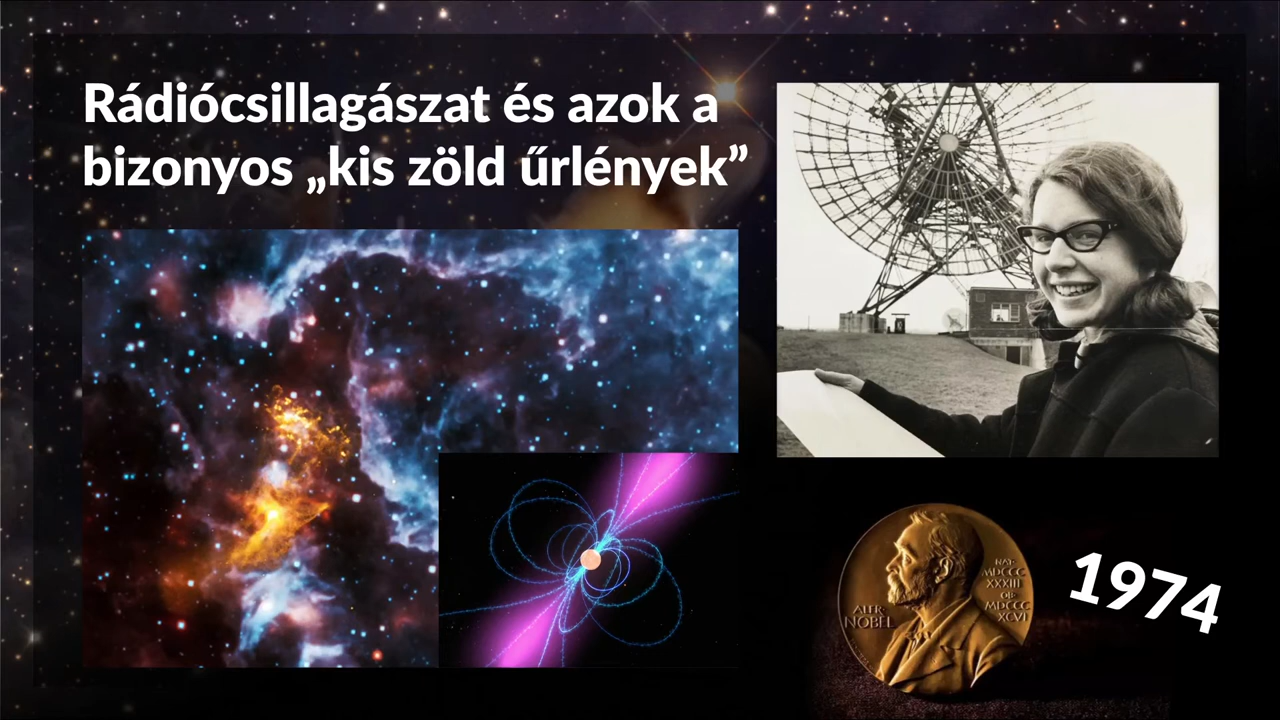 Rádiócsillagászat és azok a
bizonyos „kis zöld űrlények”
ALFR·
NOBEL
NAT·
MDCCC
XXXIII
OB·
MDCCC
XCVI
1974